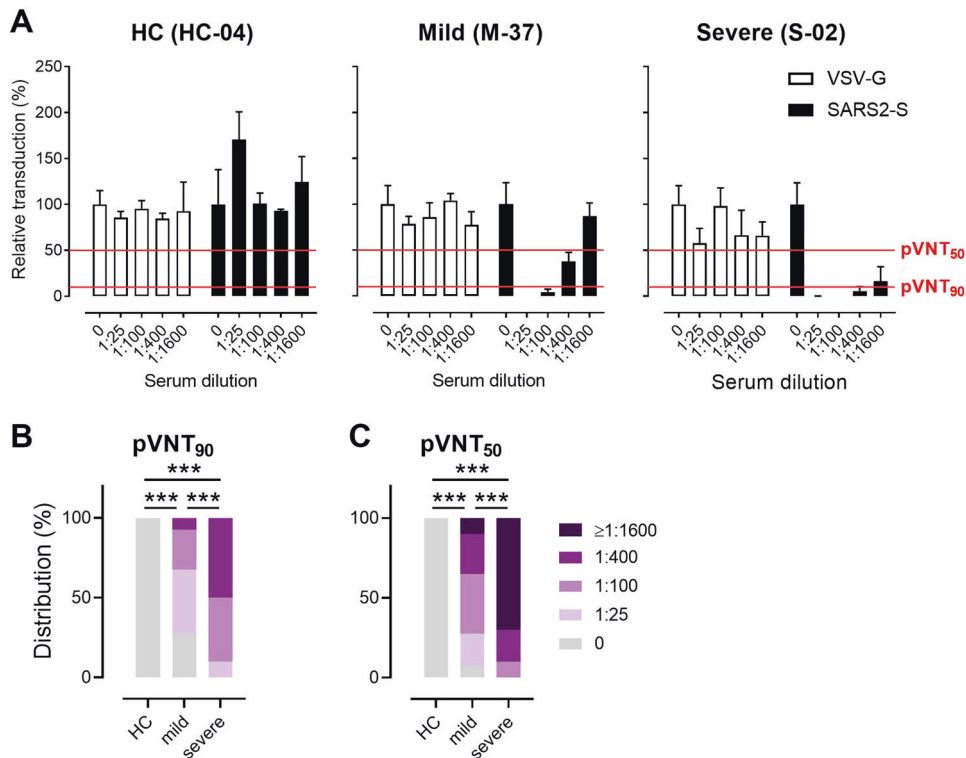 A
HC (HC-04)
Mild (M-37)
Severe (S-02)
Relative transduction (%)
250
200
150
100
50
0
VSV-G
SARS2-S
pVNT50
pVNT90
0 1:25 1:100 1:400 1:1600 0 1:25 1:100 1:400 1:1600
0 1:25 1:100 1:400 1:1600 0 1:25 1:100 1:400 1:1600
0 1:25 1:100 1:400 1:1600 0 1:25 1:100 1:400 1:1600
Serum dilution
Serum dilution
Serum dilution
B
pVNT90
***
*** ***
Distribution (%)
100
50
0
HC mild severe
C
pVNT50
***
*** ***
100
50
0
HC mild severe
≥1:1600
1:400
1:100
1:25
0